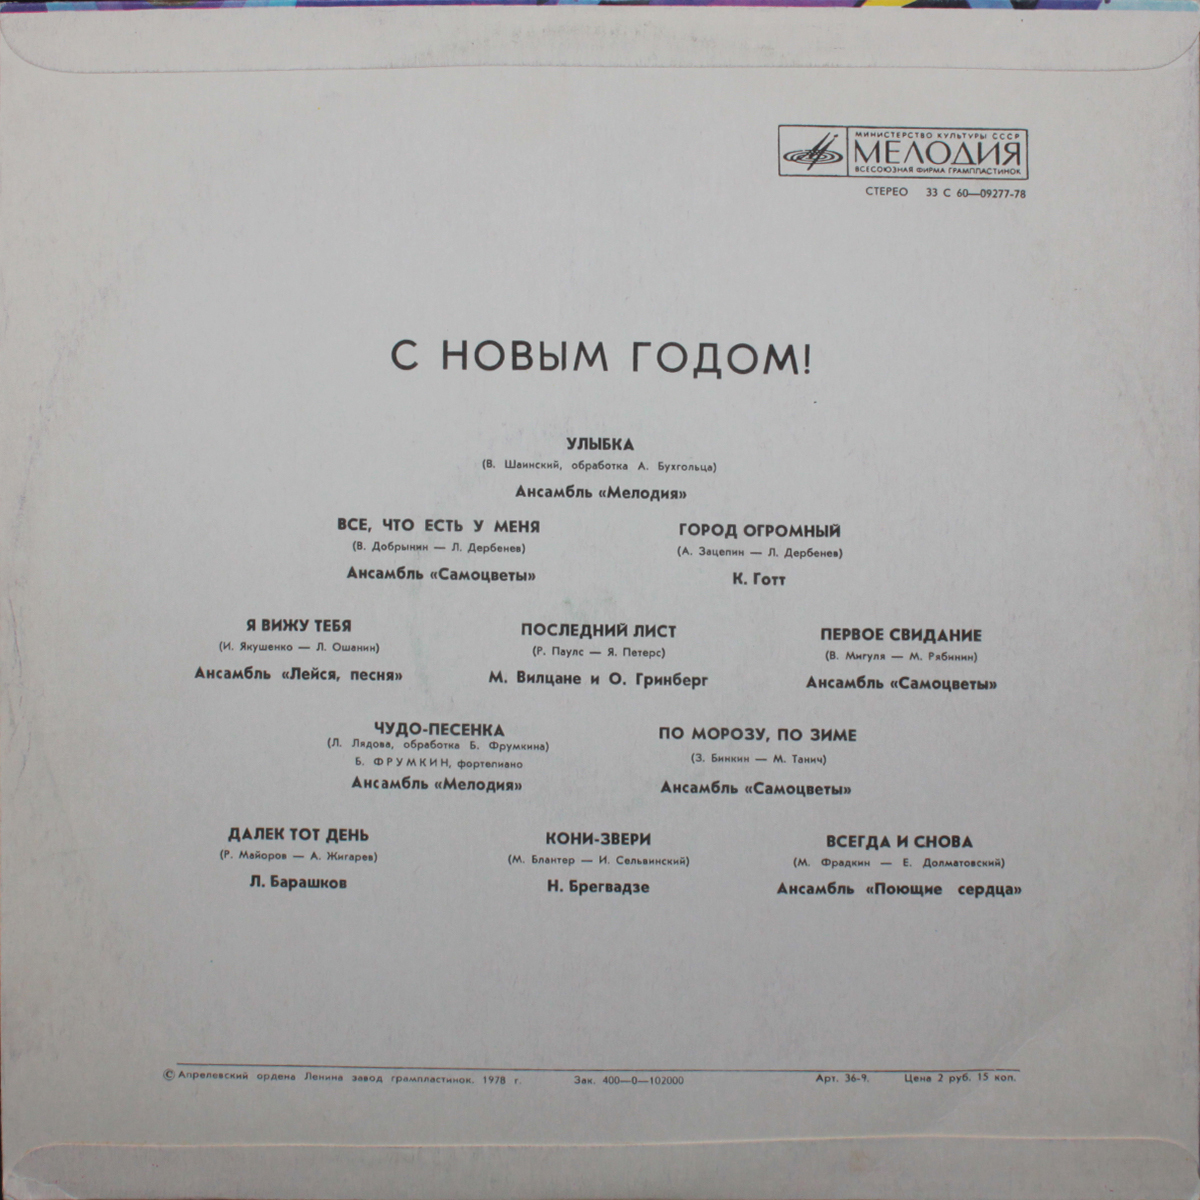 МИНИСТЕРСТВО КУЛЬТУРЫ СССР
МЕЛОДИЯ
ВСЕСОЮЗНАЯ ФИРМА ГРАМПЛАСТИНОК
СТЕРЕО 33 С 60—09277-78
С НОВЫМ ГОДОМ!
УЛЫБКА
(В. Шаинский, обработка А. Бухгольца)
Ансамбль «Мелодия»
ВСЕ, ЧТО ЕСТЬ У МЕНЯ
(В. Добрынин — Л. Дербенев)
Ансамбль «Самоцветы»
ГОРОД ОГРОМНЫЙ
(А. Зацепин — Л. Дербенев)
К. Готт
Я ВИЖУ ТЕБЯ
(И. Якушенко — Л. Ошанин)
Ансамбль «Лейся, песня»
ПОСЛЕДНИЙ ЛИСТ
(Р. Паулс — Я. Петерс)
М. Вилцане и О. Гринберг
ПЕРВОЕ СВИДАНИЕ
(В. Мигуля — М. Рябинин)
Ансамбль «Самоцветы»
ЧУДО-ПЕСЕНКА
(Л. Лядова, обработка Б. Фрумкина)
Б. ФРУМКИН, фортепиано
Ансамбль «Мелодия»
ПО МОРОЗУ, ПО ЗИМЕ
(З. Бинкин — М. Танич)
Ансамбль «Самоцветы»
ДАЛЕК ТОТ ДЕНЬ
(Р. Майоров — А. Жигарев)
Л. Барашков
КОНИ-ЗВЕРИ
(М. Блантер — И. Сельвинский)
Н. Брегвадзе
ВСЕГДА И СНОВА
(М. Фрадкин — Е. Долматовский)
Ансамбль «Поющие сердца»
© Апрелевский ордена Ленина завод грампластинок. 1978 г. Зак. 400—0—102000 Арт. 36-9. Цена 2 руб. 15 коп.